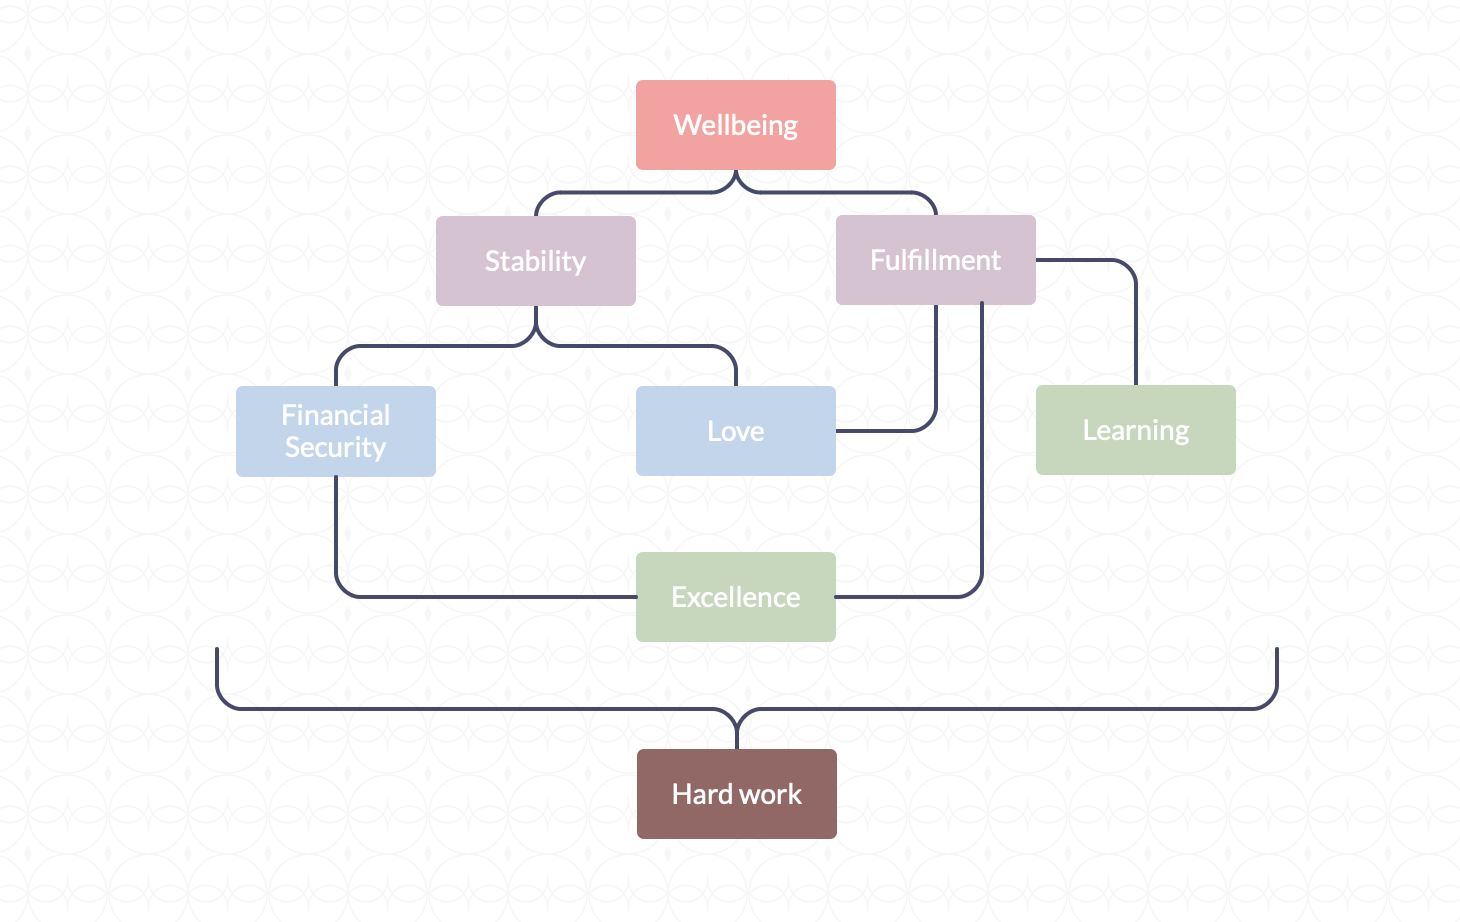 Wellbeing
Stability
Fulfillment
Financial
Security
Love
Learning
Excellence
Hard work